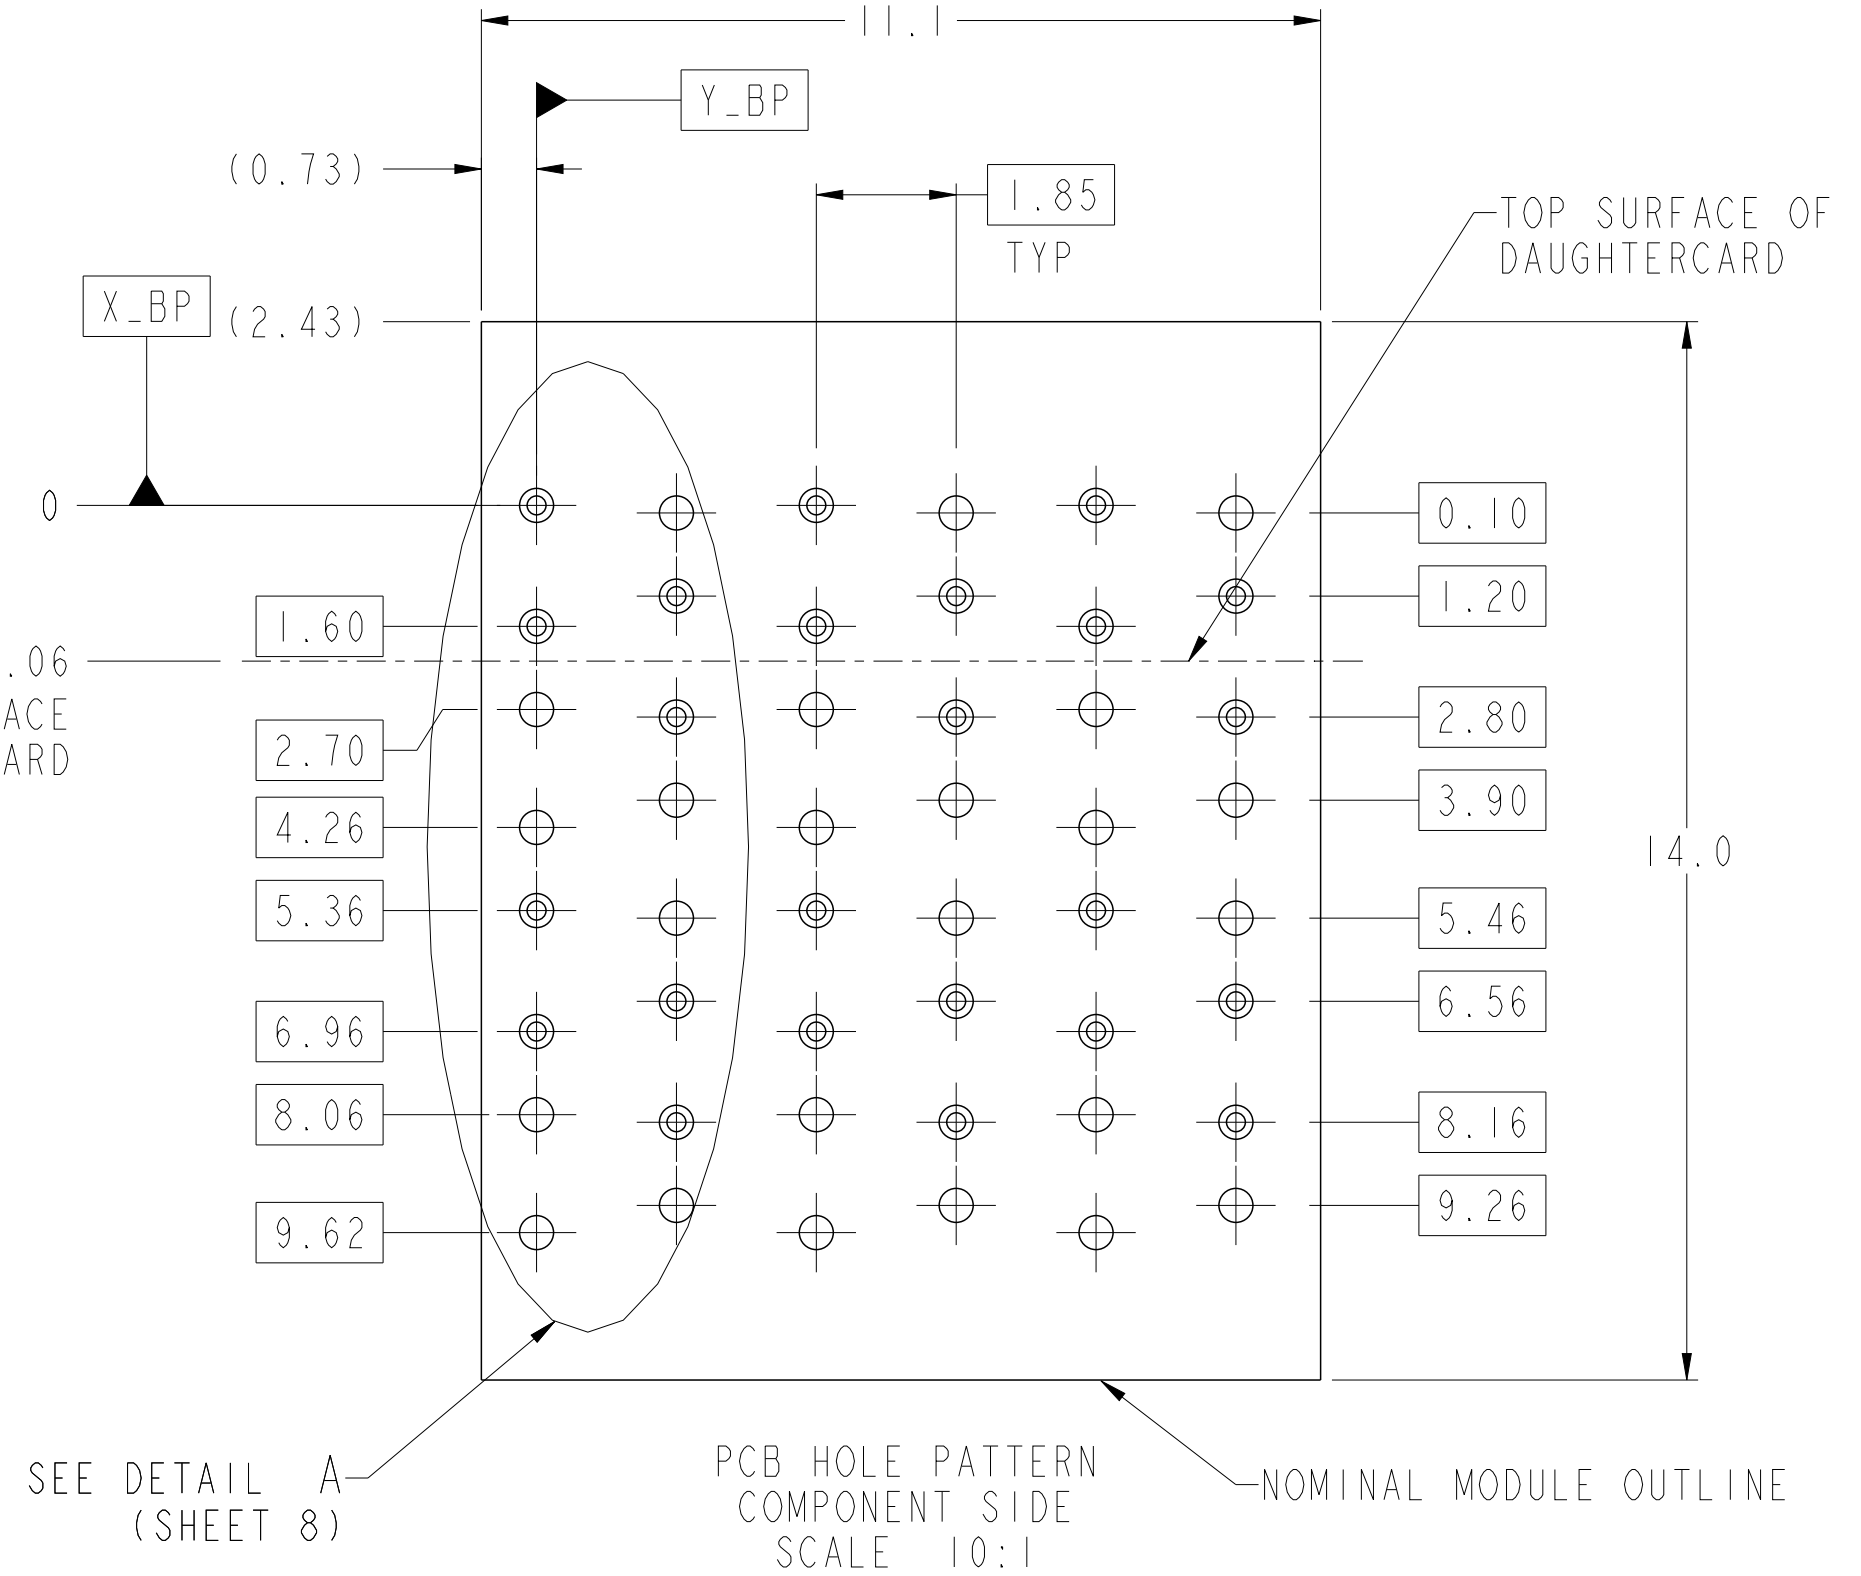 11.1
Y_BP
(0.73)
1.85
TYP
TOP SURFACE OF
DAUGHTERCARD
X_BP
(2.43)
0
0.10
1.20
1.60
.06
ACE
ARD
2.70
2.80
3.90
4.26
14.0
5.36
5.46
6.56
6.96
8.06
8.16
9.26
9.62
SEE DETAIL A
(SHEET 8)
PCB HOLE PATTERN
COMPONENT SIDE
SCALE 10:1
NOMINAL MODULE OUTLINE